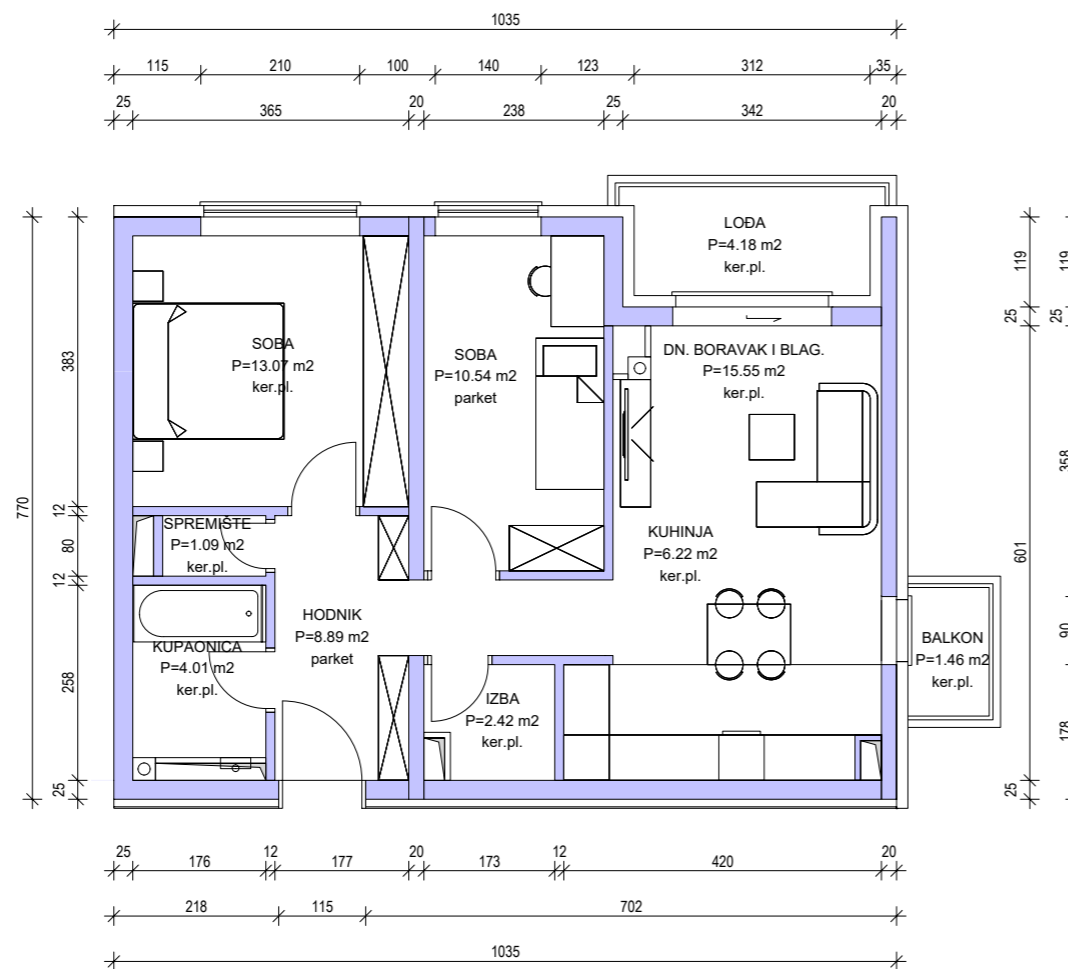 1035
115 210 100 140 123 312 35
25 365 20 238 25 342 20
LOĐA
P=4.18 m2
ker.pl.
SOBA
P=13.07 m2
ker.pl.
SOBA
P=10.54 m2
parket
DN. BORAVAK I BLAG.
P=15.55 m2
ker.pl.
SPREMIŠTE
P=1.09 m2
ker.pl.
KUHINJA
P=6.22 m2
ker.pl.
HODNIK
P=8.89 m2
parket
KUPAONICA
P=4.01 m2
ker.pl.
IZBA
P=2.42 m2
ker.pl.
BALKON
P=1.46 m2
ker.pl.
770
383
12
80
12
258
25
119
25
601
25
119
25
358
90
178
25 176 12 177 20 173 12 420 20
218 115 702
1035